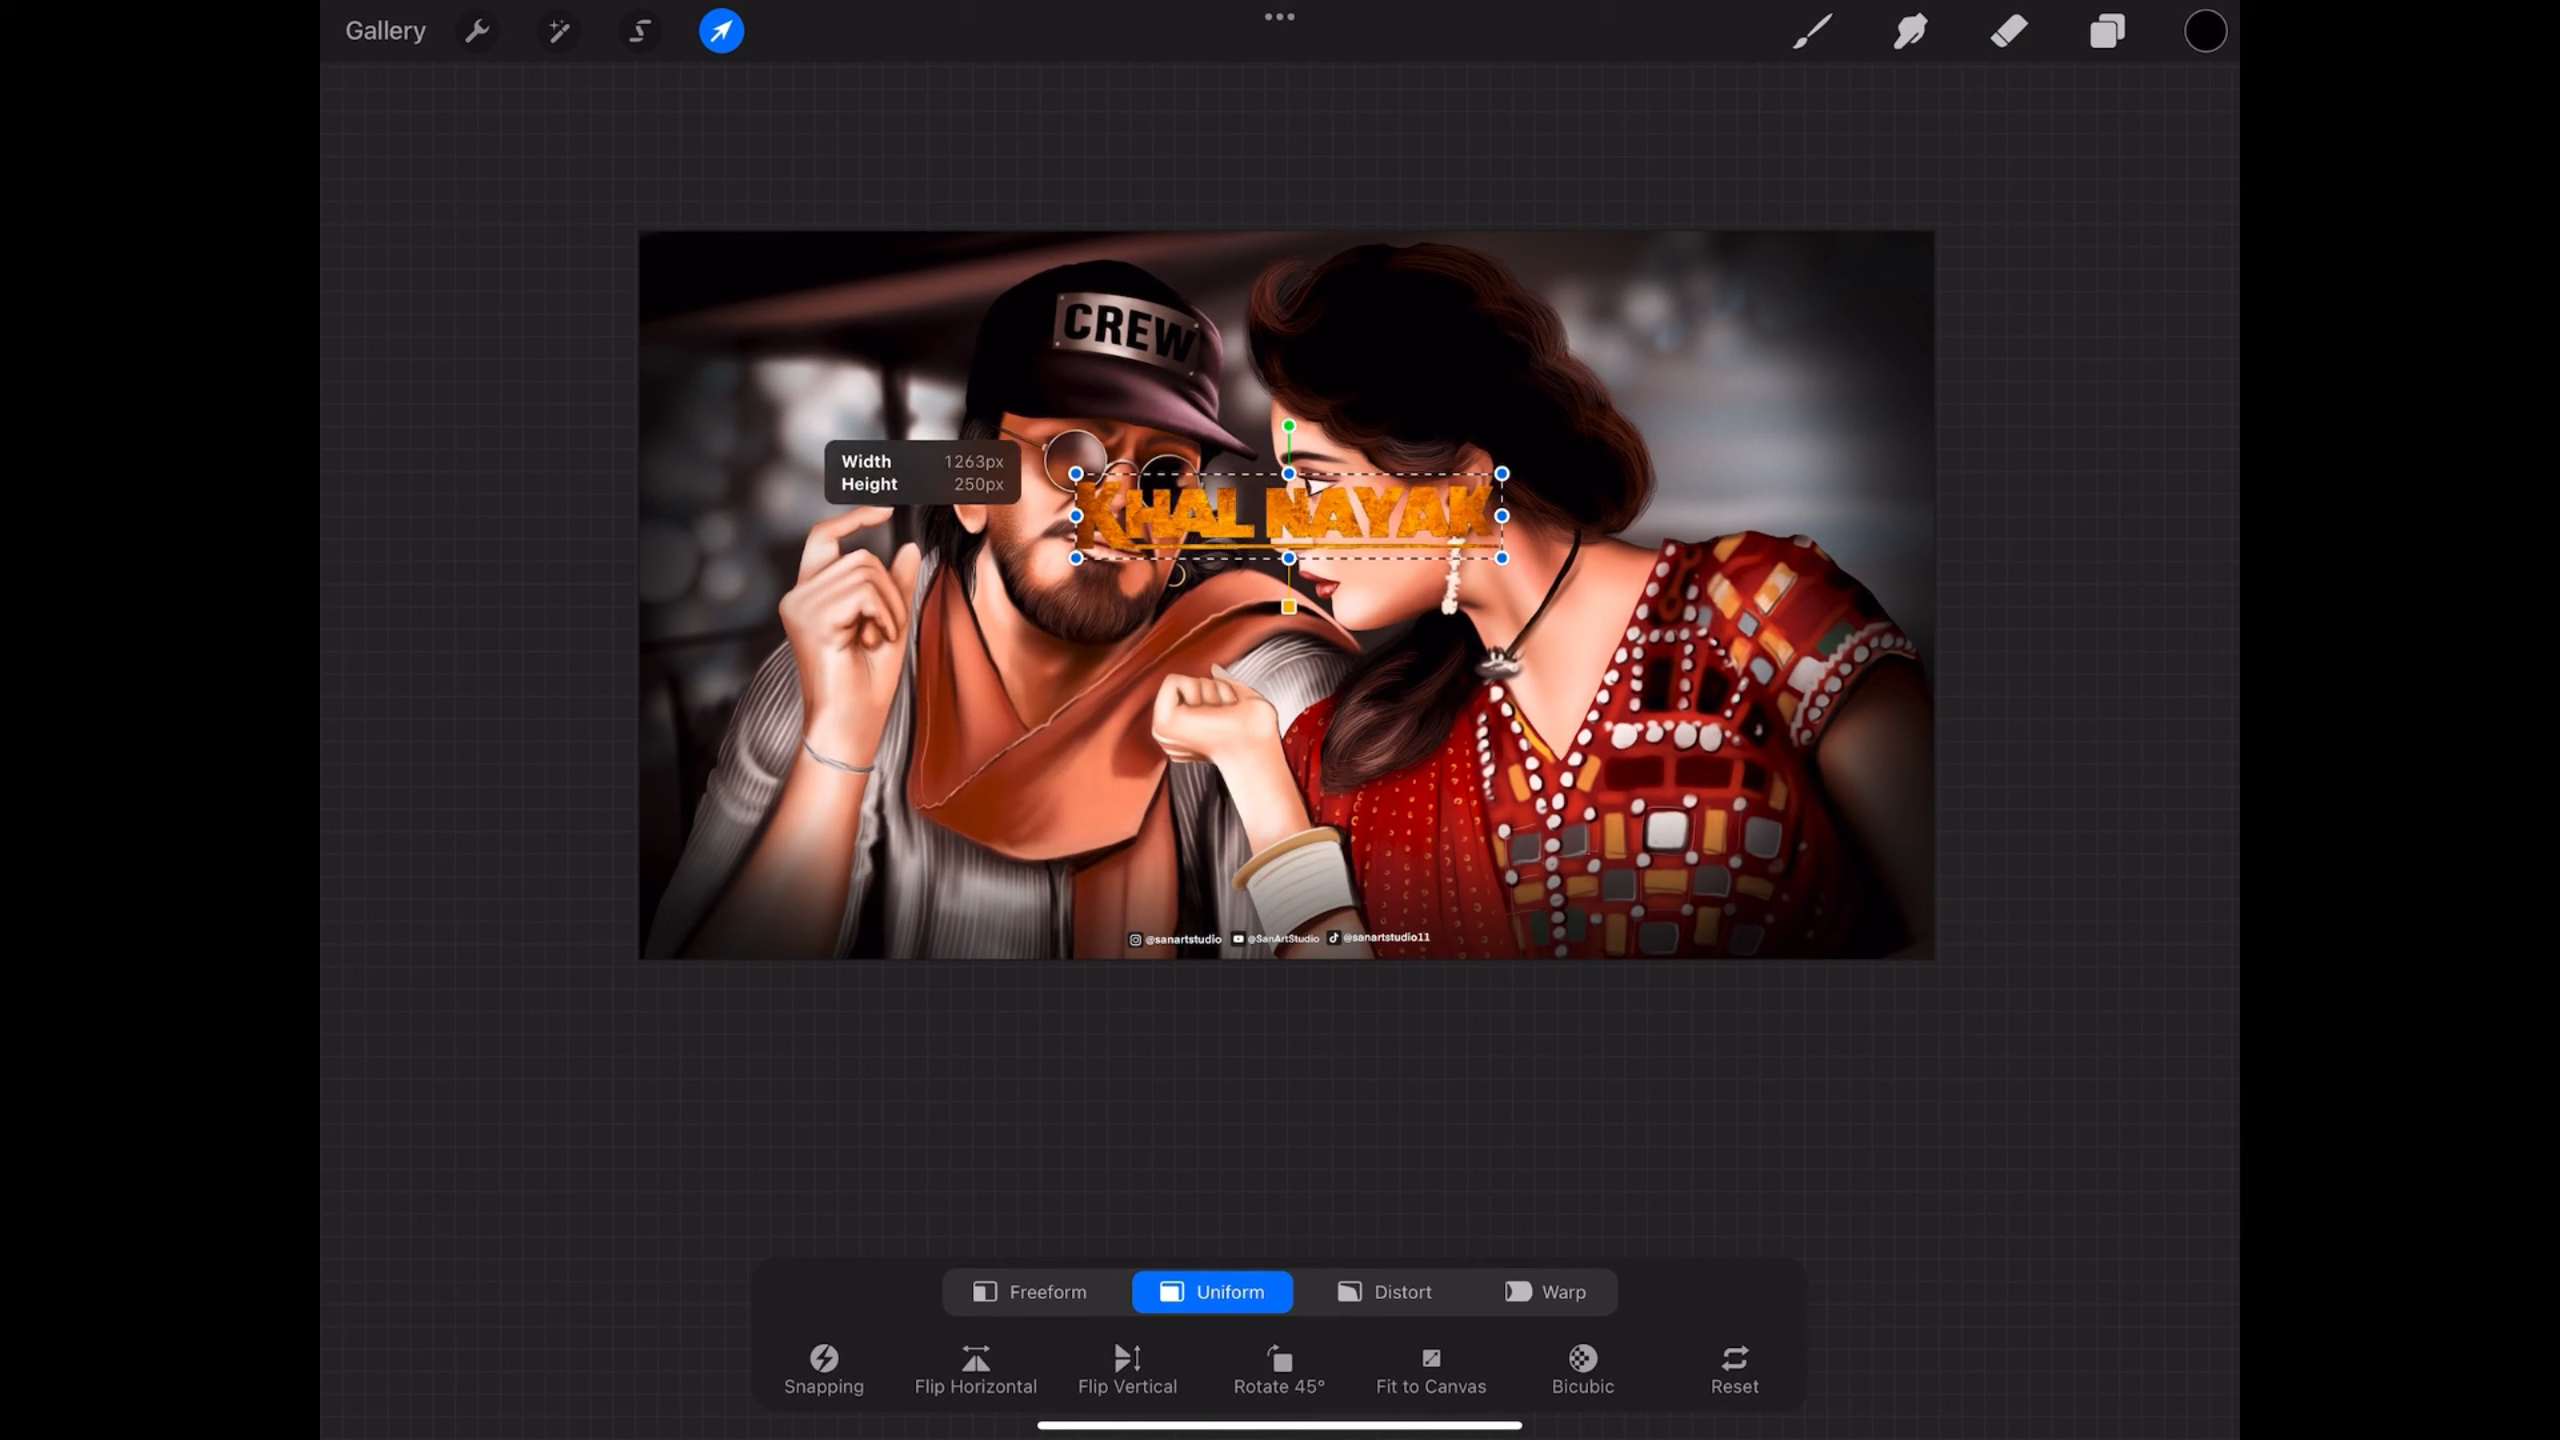 Gallery
CREW
Width 1263px
Height 250px
KHAL NAYAK
@sanartstudio @SanArtStudio @sanartstudio11
Freeform Uniform Distort Warp
Snapping Flip Horizontal Flip Vertical Rotate 45° Fit to Canvas Bicubic Reset